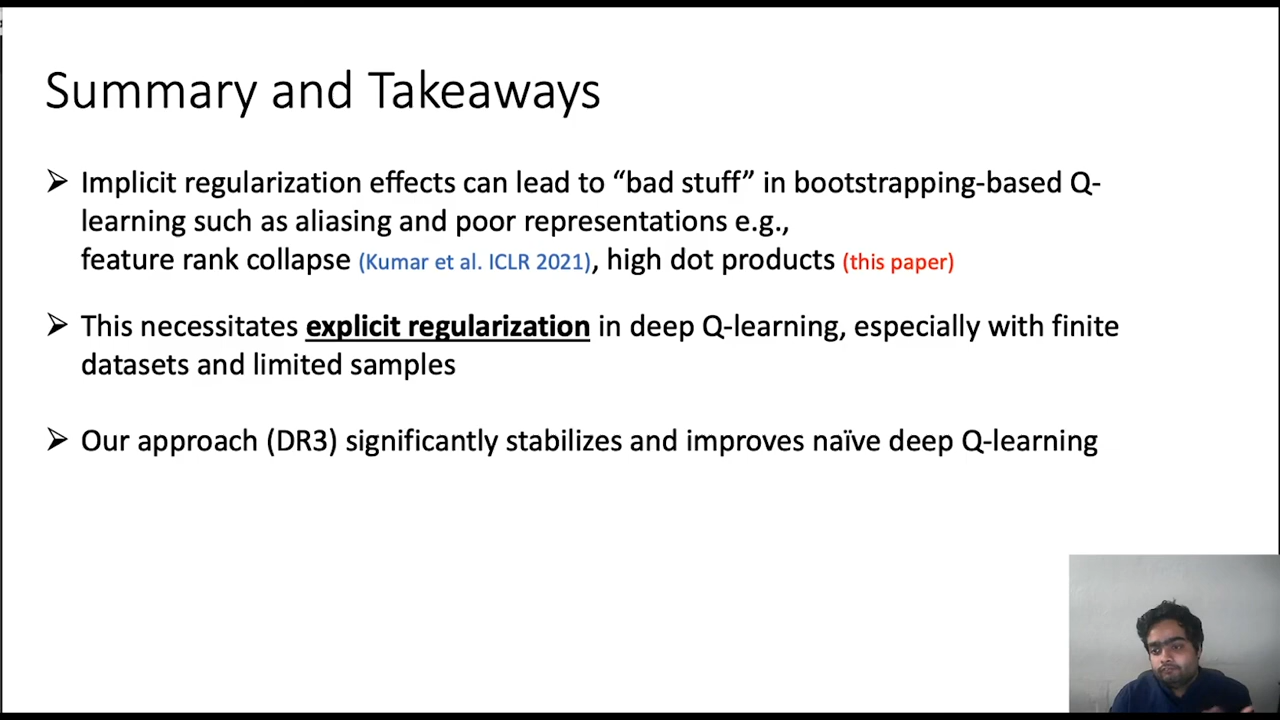 Summary and Takeaways
➢ Implicit regularization effects can lead to “bad stuff” in bootstrapping-based Q-
learning such as aliasing and poor representations e.g.,
feature rank collapse (Kumar et al. ICLR 2021), high dot products (this paper)
➢ This necessitates explicit regularization in deep Q-learning, especially with finite
datasets and limited samples
➢ Our approach (DR3) significantly stabilizes and improves naïve deep Q-learning